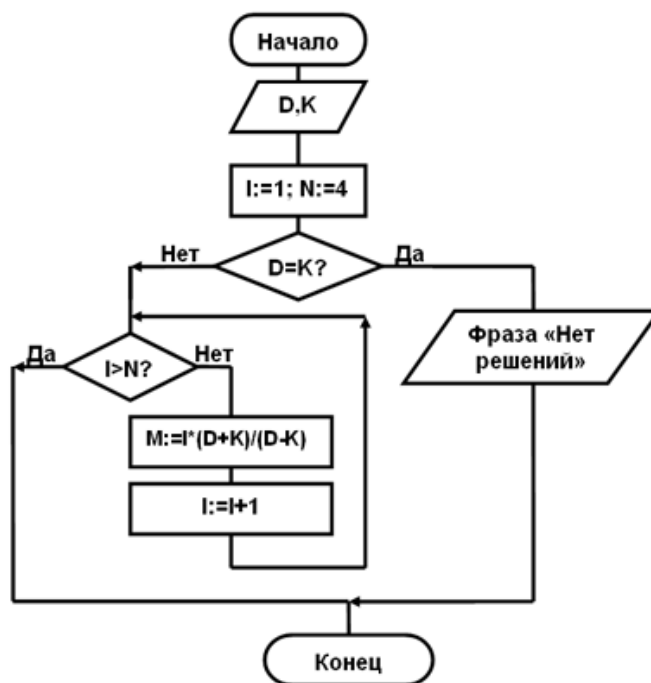 Начало
D,K
I:=1; N:=4
Нет
Да
D=K?
Фраза «Нет
решений»
Да
Нет
I>N?
M:=I*(D+K)/(D-K)
I:=I+1
Конец